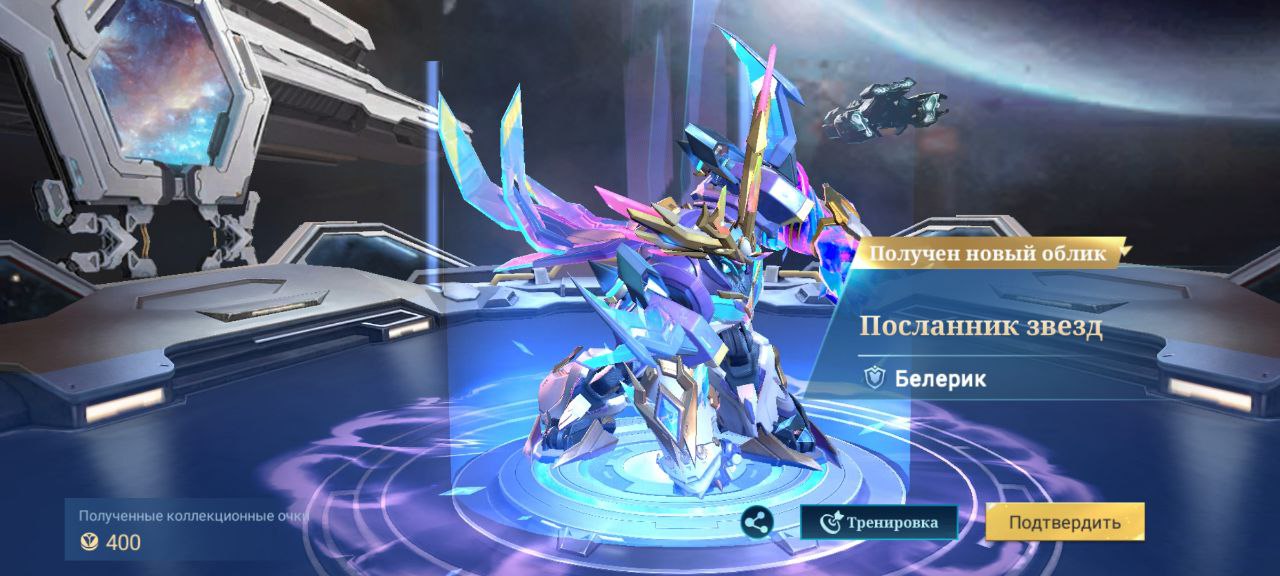 Получен новый облик
Посланник звезд
Белерик
Полученные коллекционные очки
400
Тренировка
Подтвердить